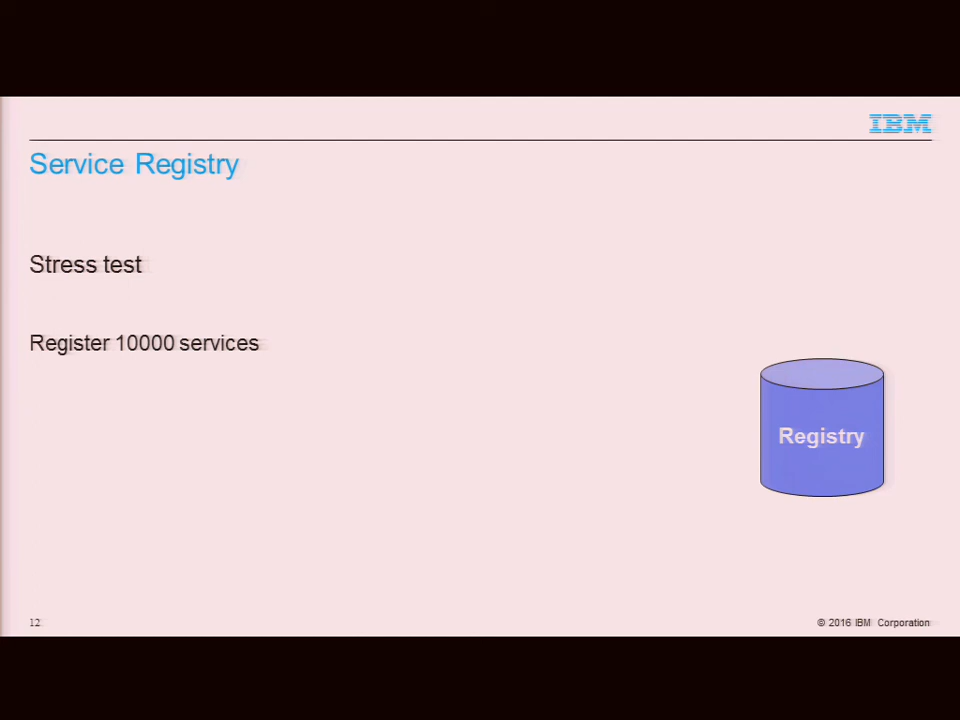 IBM
Service Registry
Stress test
Register 10000 services
Registry
12
© 2016 IBM Corporation